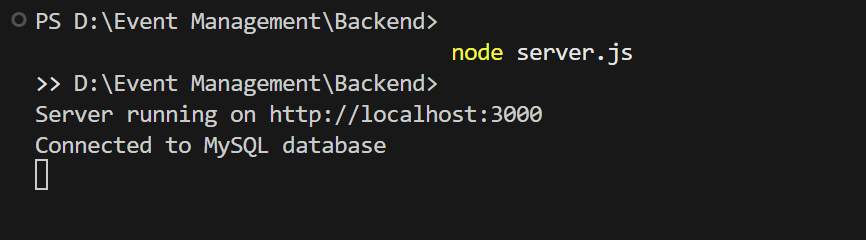 PS D:\Event Management\Backend>
node server.js
>> D:\Event Management\Backend>
Server running on http://localhost:3000
Connected to MySQL database